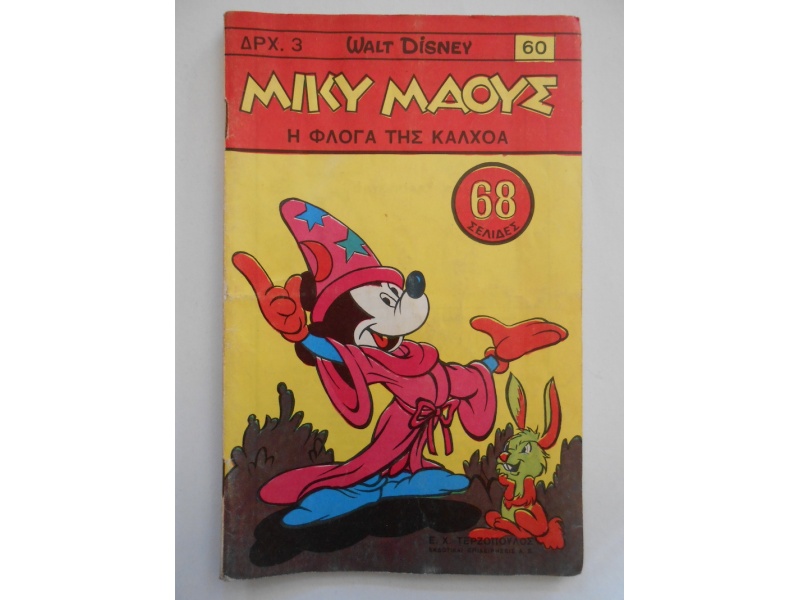 ΔΡΧ. 3 WALT DISNEY 60
ΜΙΚΥ ΜΑΟΥΣ
Η ΦΛΟΓΑ ΤΗΣ ΚΑΛΧΟΑ
68
ΣΕΛΙΔΕΣ
Ε. Χ. ΤΕΡΖΟΠΟΥΛΟΣ